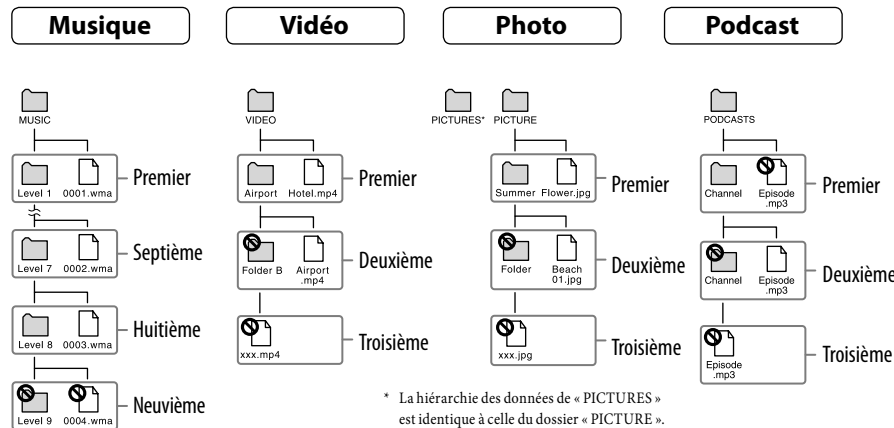 Musique
Vidéo
Photo
Podcast
MUSIC
Level 1
0001.wma
Premier
Level 7
0002.wma
Septième
Level 8
0003.wma
Huitième
Level 9
0004.wma
Neuvième
VIDEO
Airport
Hotel.mp4
Premier
Folder B
Airport
.mp4
Deuxième
xxx.mp4
Troisième
PICTURES*
PICTURE
Summer
Flower.jpg
Premier
Folder
Beach
01.jpg
Deuxième
xxx.jpg
Troisième
* La hiérarchie des données de « PICTURES »
est identique à celle du dossier « PICTURE ».
PODCASTS
Channel
Episode
.mp3
Premier
Channel
Episode
.mp3
Deuxième
Episode
.mp3
Troisième